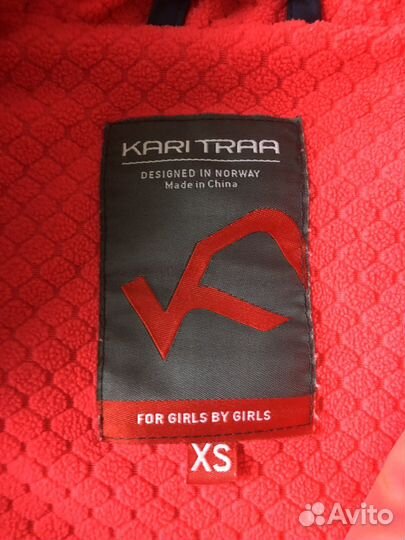 KARI TRAA
DESIGNED IN NORWAY
Made in China
FOR GIRLS BY GIRLS
XS
Avito